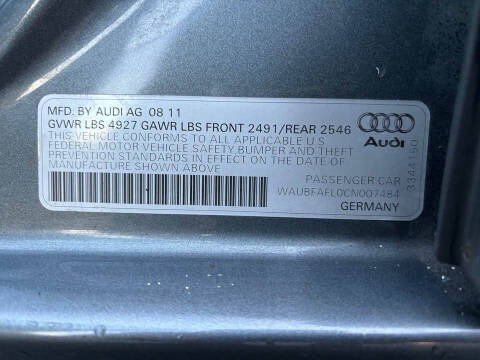 MFD. BY AUDI AG 08 11
GVWR LBS 4927 GAWR LBS FRONT 2491/REAR 2546
THIS VEHICLE CONFORMS TO ALL APPLICABLE U S
FEDERAL MOTOR VEHICLE SAFETY, BUMPER AND THEFT
PREVENTION STANDARDS IN EFFECT ON THE DATE OF
MANUFACTURE SHOWN ABOVE
Audi
PASSENGER CAR
WAUBFAFL0CN007484
GERMANY
3344150